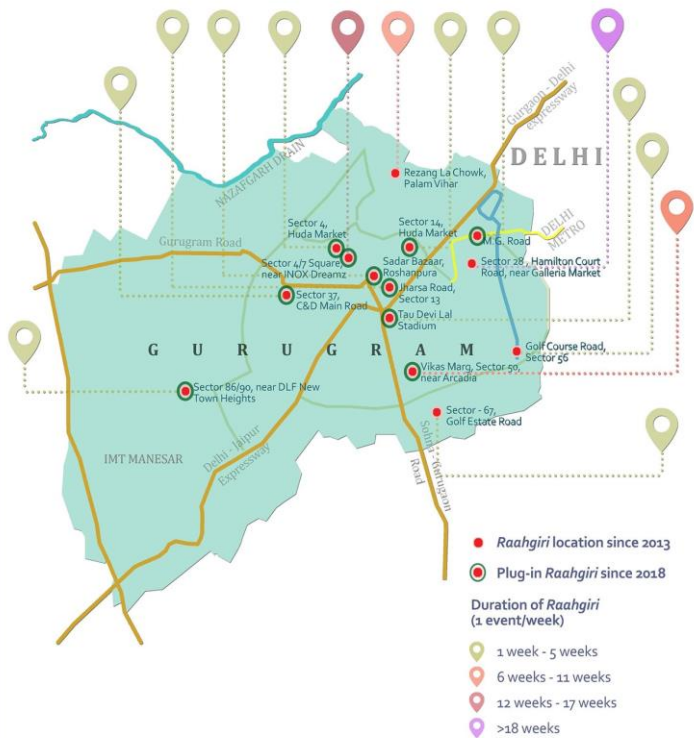 Gurgaon - Delhi
expressway
DELHI
NAZAFGARH DRAIN
Rezang La Chowk,
Palam Vihar
Sector 4,
Huda Market
Sector 14,
Huda Market
DELHI
METRO
Gurugram Road
M.G. Road
Sector 4/7 Square,
near INOX Dreamz
Sadar Bazaar,
Roshanpura
Sector 28 , Hamilton Court
Road, near Galleria Market
Jharsa Road,
Sector 13
Sector 37,
C&D Main Road
Tau Devi Lal
Stadium
GURUGRAM
Golf Course Road,
Sector 56
Vikas Marg, Sector 50,
near Arcadia
Sector 86/90, near DLF New
Town Heights
Sector - 67,
Golf Estate Road
IMT MANESAR
Delhi - Jaipur
Expressway
Sohna - Gurugaon
Road
Raahgiri location since 2013
Plug-in Raahgiri since 2018
Duration of Raahgiri
(1 event/week)
1 week - 5 weeks
6 weeks - 11 weeks
12 weeks - 17 weeks
>18 weeks